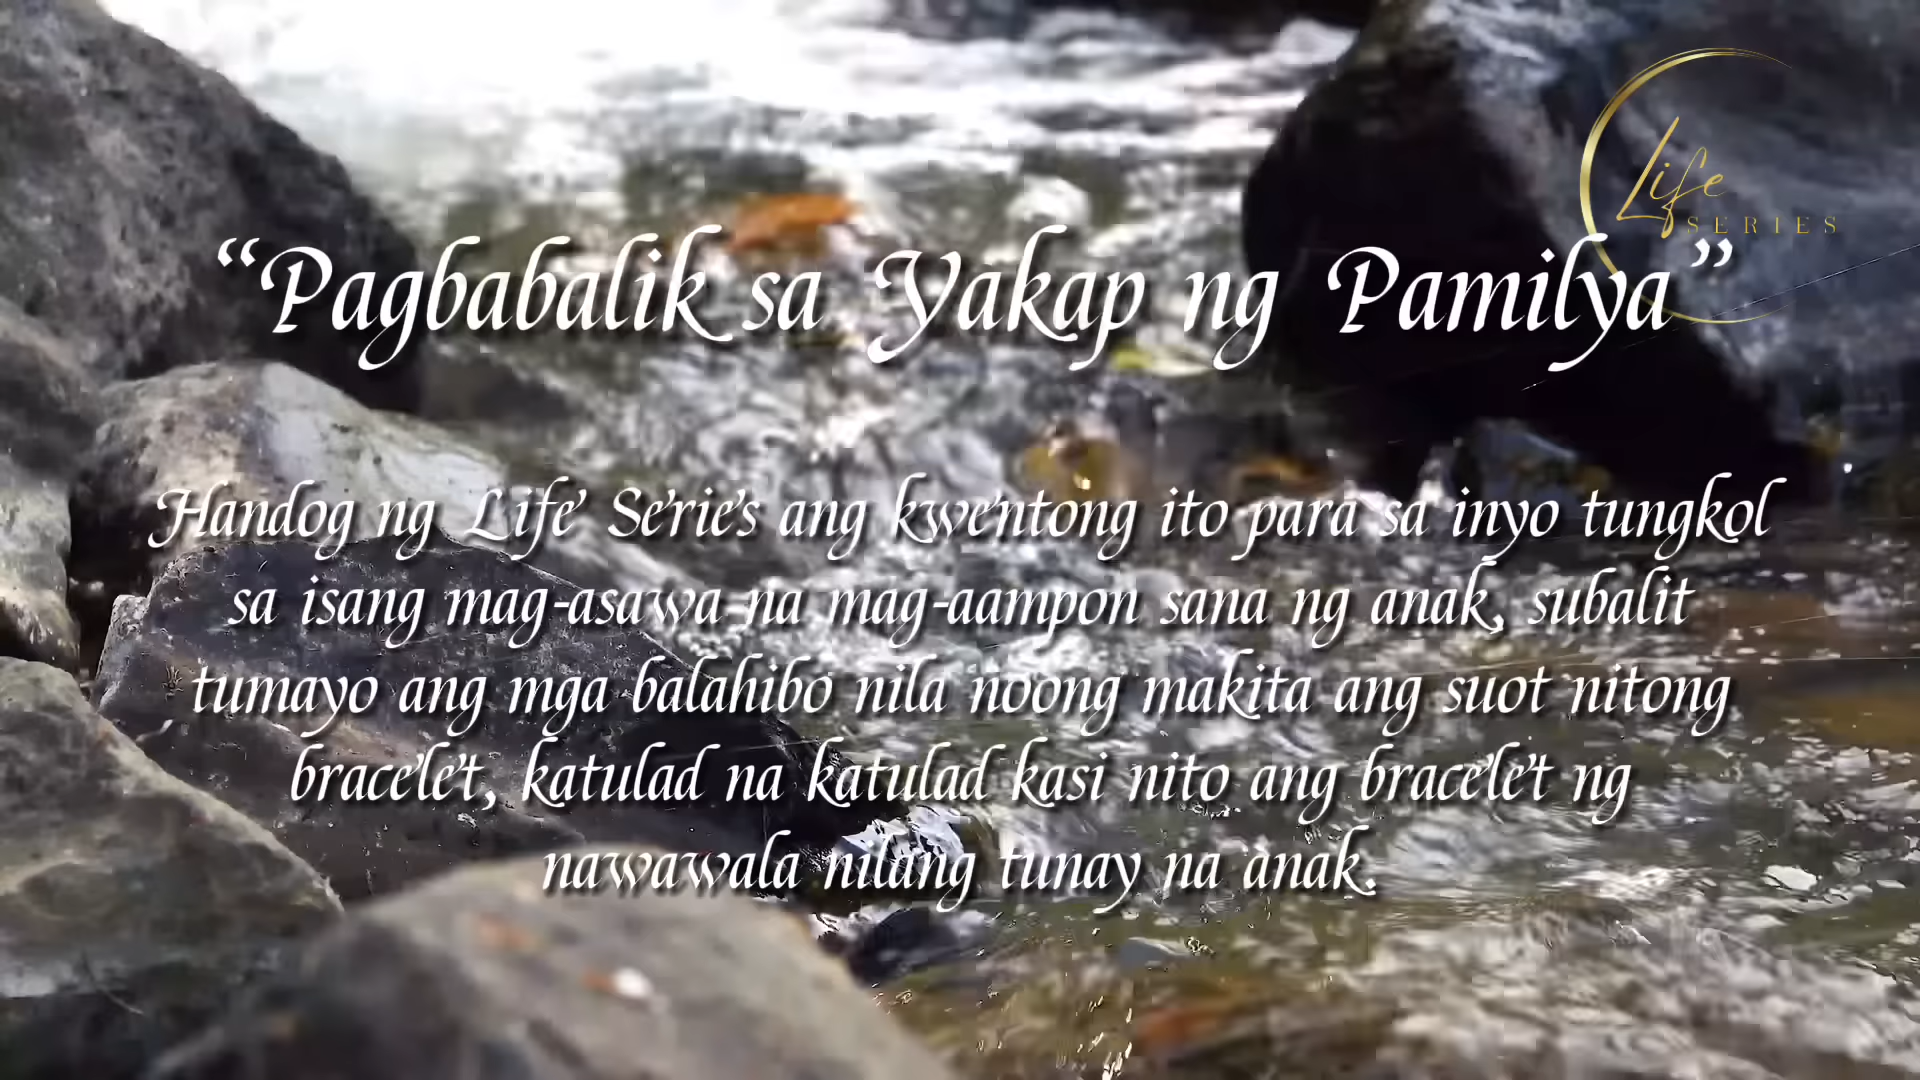 Life
SERIES
“Pagbabalik sa Yakap ng Pamilya”
Handog ng Life Series ang kwentong ito para sa inyo tungkol
sa isang mag-asawa na mag-aampon sana ng anak, subalit
tumayo ang mga balahibo nila noong makita ang suot nitong
bracelet, katulad na katulad kasi nito ang bracelet ng
nawawala nilang tunay na anak.